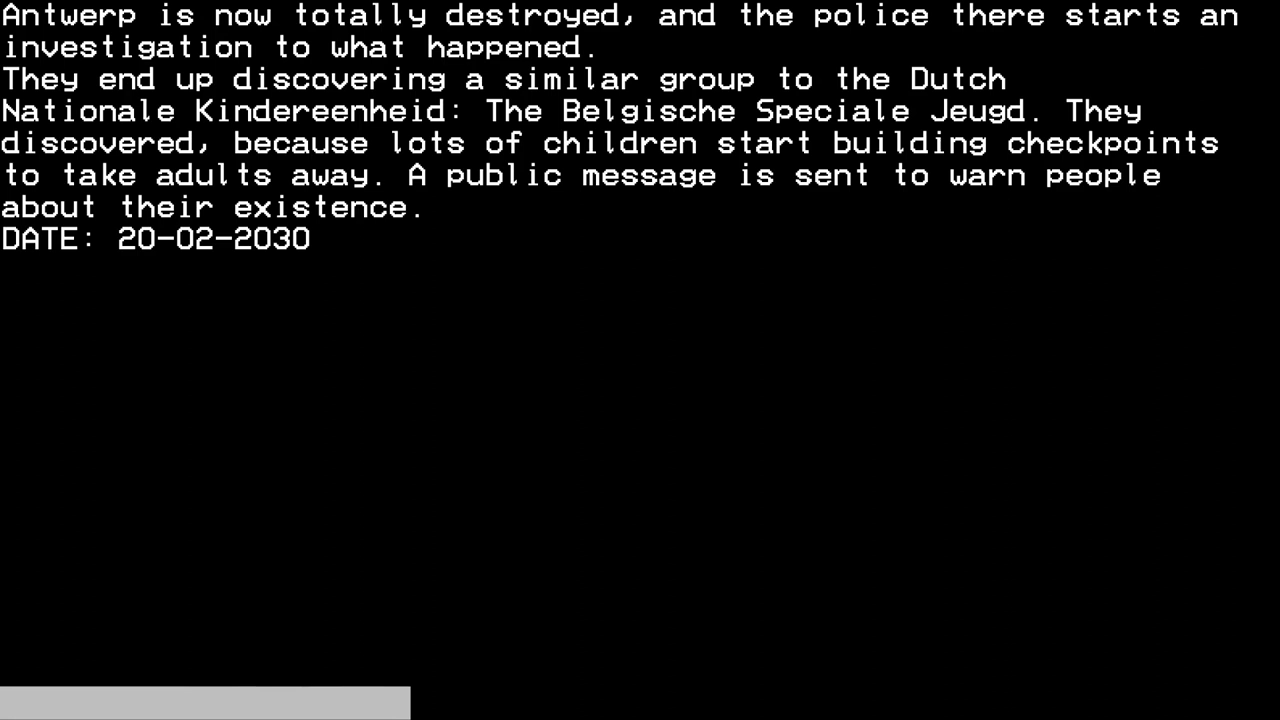 Antwerp is now totally destroyed, and the police there starts an
investigation to what happened.
They end up discovering a similar group to the Dutch
Nationale Kindereenheid: The Belgische Speciale Jeugd. They
discovered, because lots of children start building checkpoints
to take adults away. A public message is sent to warn people
about their existence.
DATE: 20-02-2030